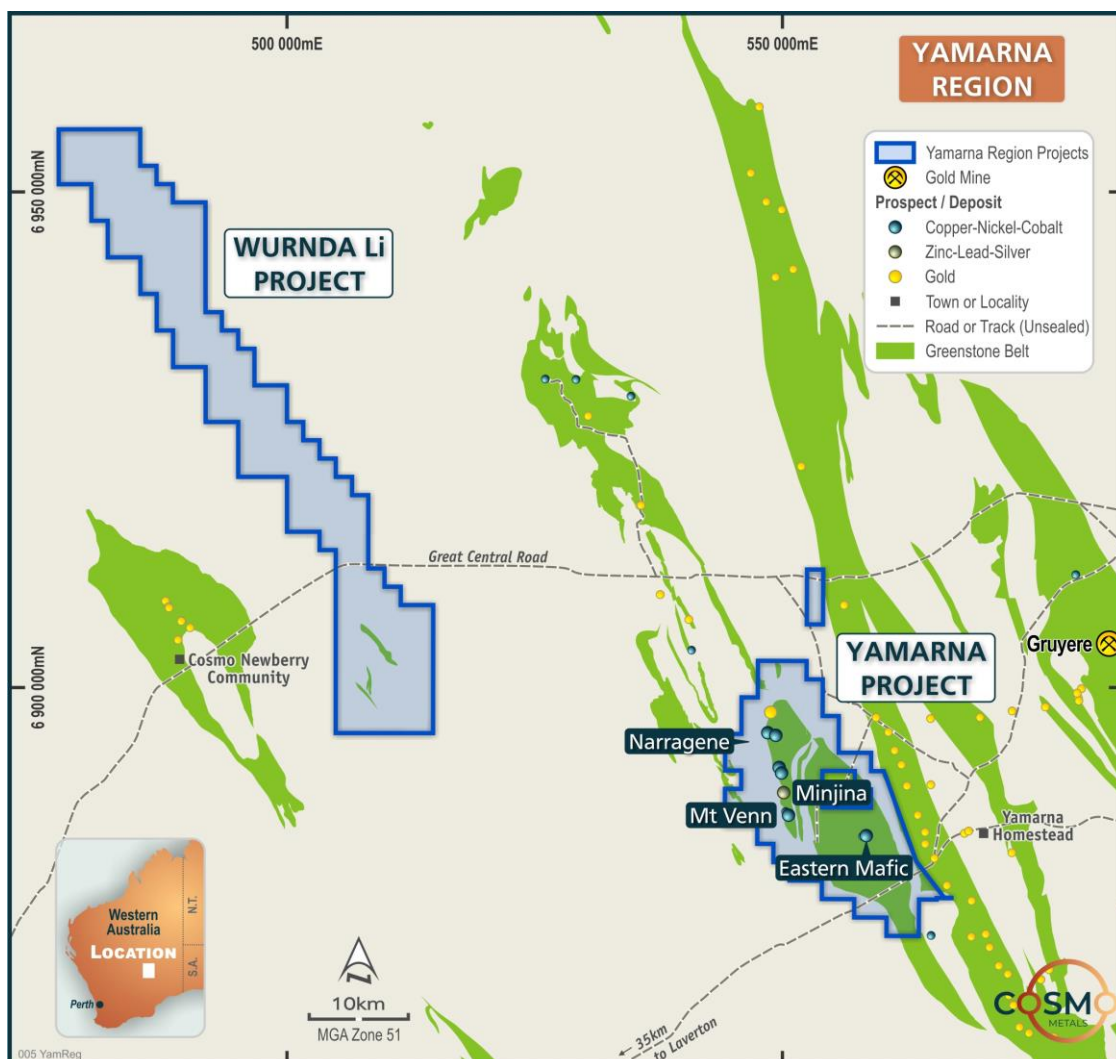 500 000mE
550 000mE
YAMARNA
REGION
Yamarna Region Projects
Gold Mine
Prospect / Deposit
Copper-Nickel-Cobalt
Zinc-Lead-Silver
Gold
Town or Locality
Road or Track (Unsealed)
Greenstone Belt
6 950 000mN
WURNDA Li
PROJECT
Great Central Road
Cosmo Newberry
Community
6 900 000mN
YAMARNA
PROJECT
Gruyere
Narragene
Minjina
Mt Venn
Eastern Mafic
Yamarna
Homestead
Western
Australia
LOCATION
N.T.
S.A.
Perth
N
10km
MGA Zone 51
35km
to Laverton
COSMO
METALS
005 YamReg